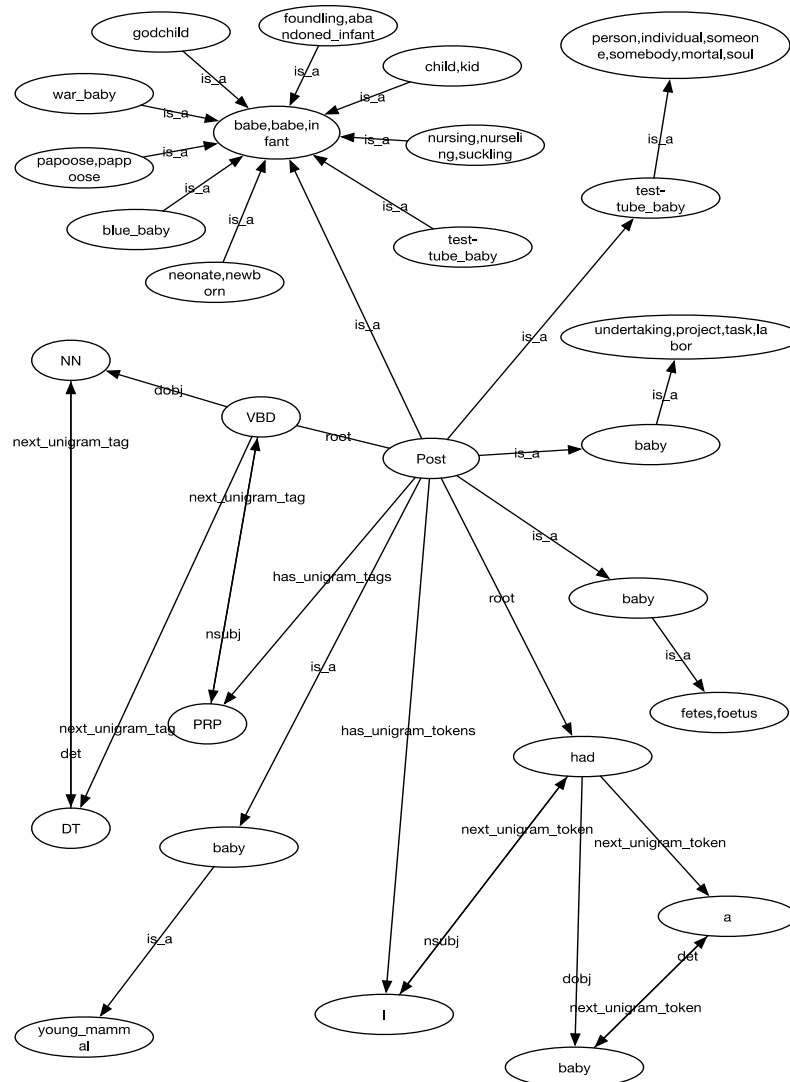 godchild
foundling,aba
ndoned_infant
person,individual,someon
e,somebody,mortal,soul
is_a
is_a
child,kid
war_baby
is_a
is_a
babe,babe,in
fant
is_a
nursing,nurseling
,suckling
is_a
papoose,papp
oose
is_a
is_a
test-
tube_baby
is_a
is_a
blue_baby
is_a
test-
tube_baby
neonate,newb
orn
is_a
is_a
undertaking,project,task,la
bor
NN
dobj
is_a
VBD
root
next_unigram_tag
Post
is_a
baby
next_unigram_tag
is_a
has_unigram_tags
root
baby
nsubj
is_a
is_a
PRP
next_unigram_tag
has_unigram_tokens
fetes,foetus
det
had
DT
baby
next_unigram_token
next_unigram_token
a
is_a
nsubj
det
dobj
next_unigram_token
young_mamm
al
I
baby